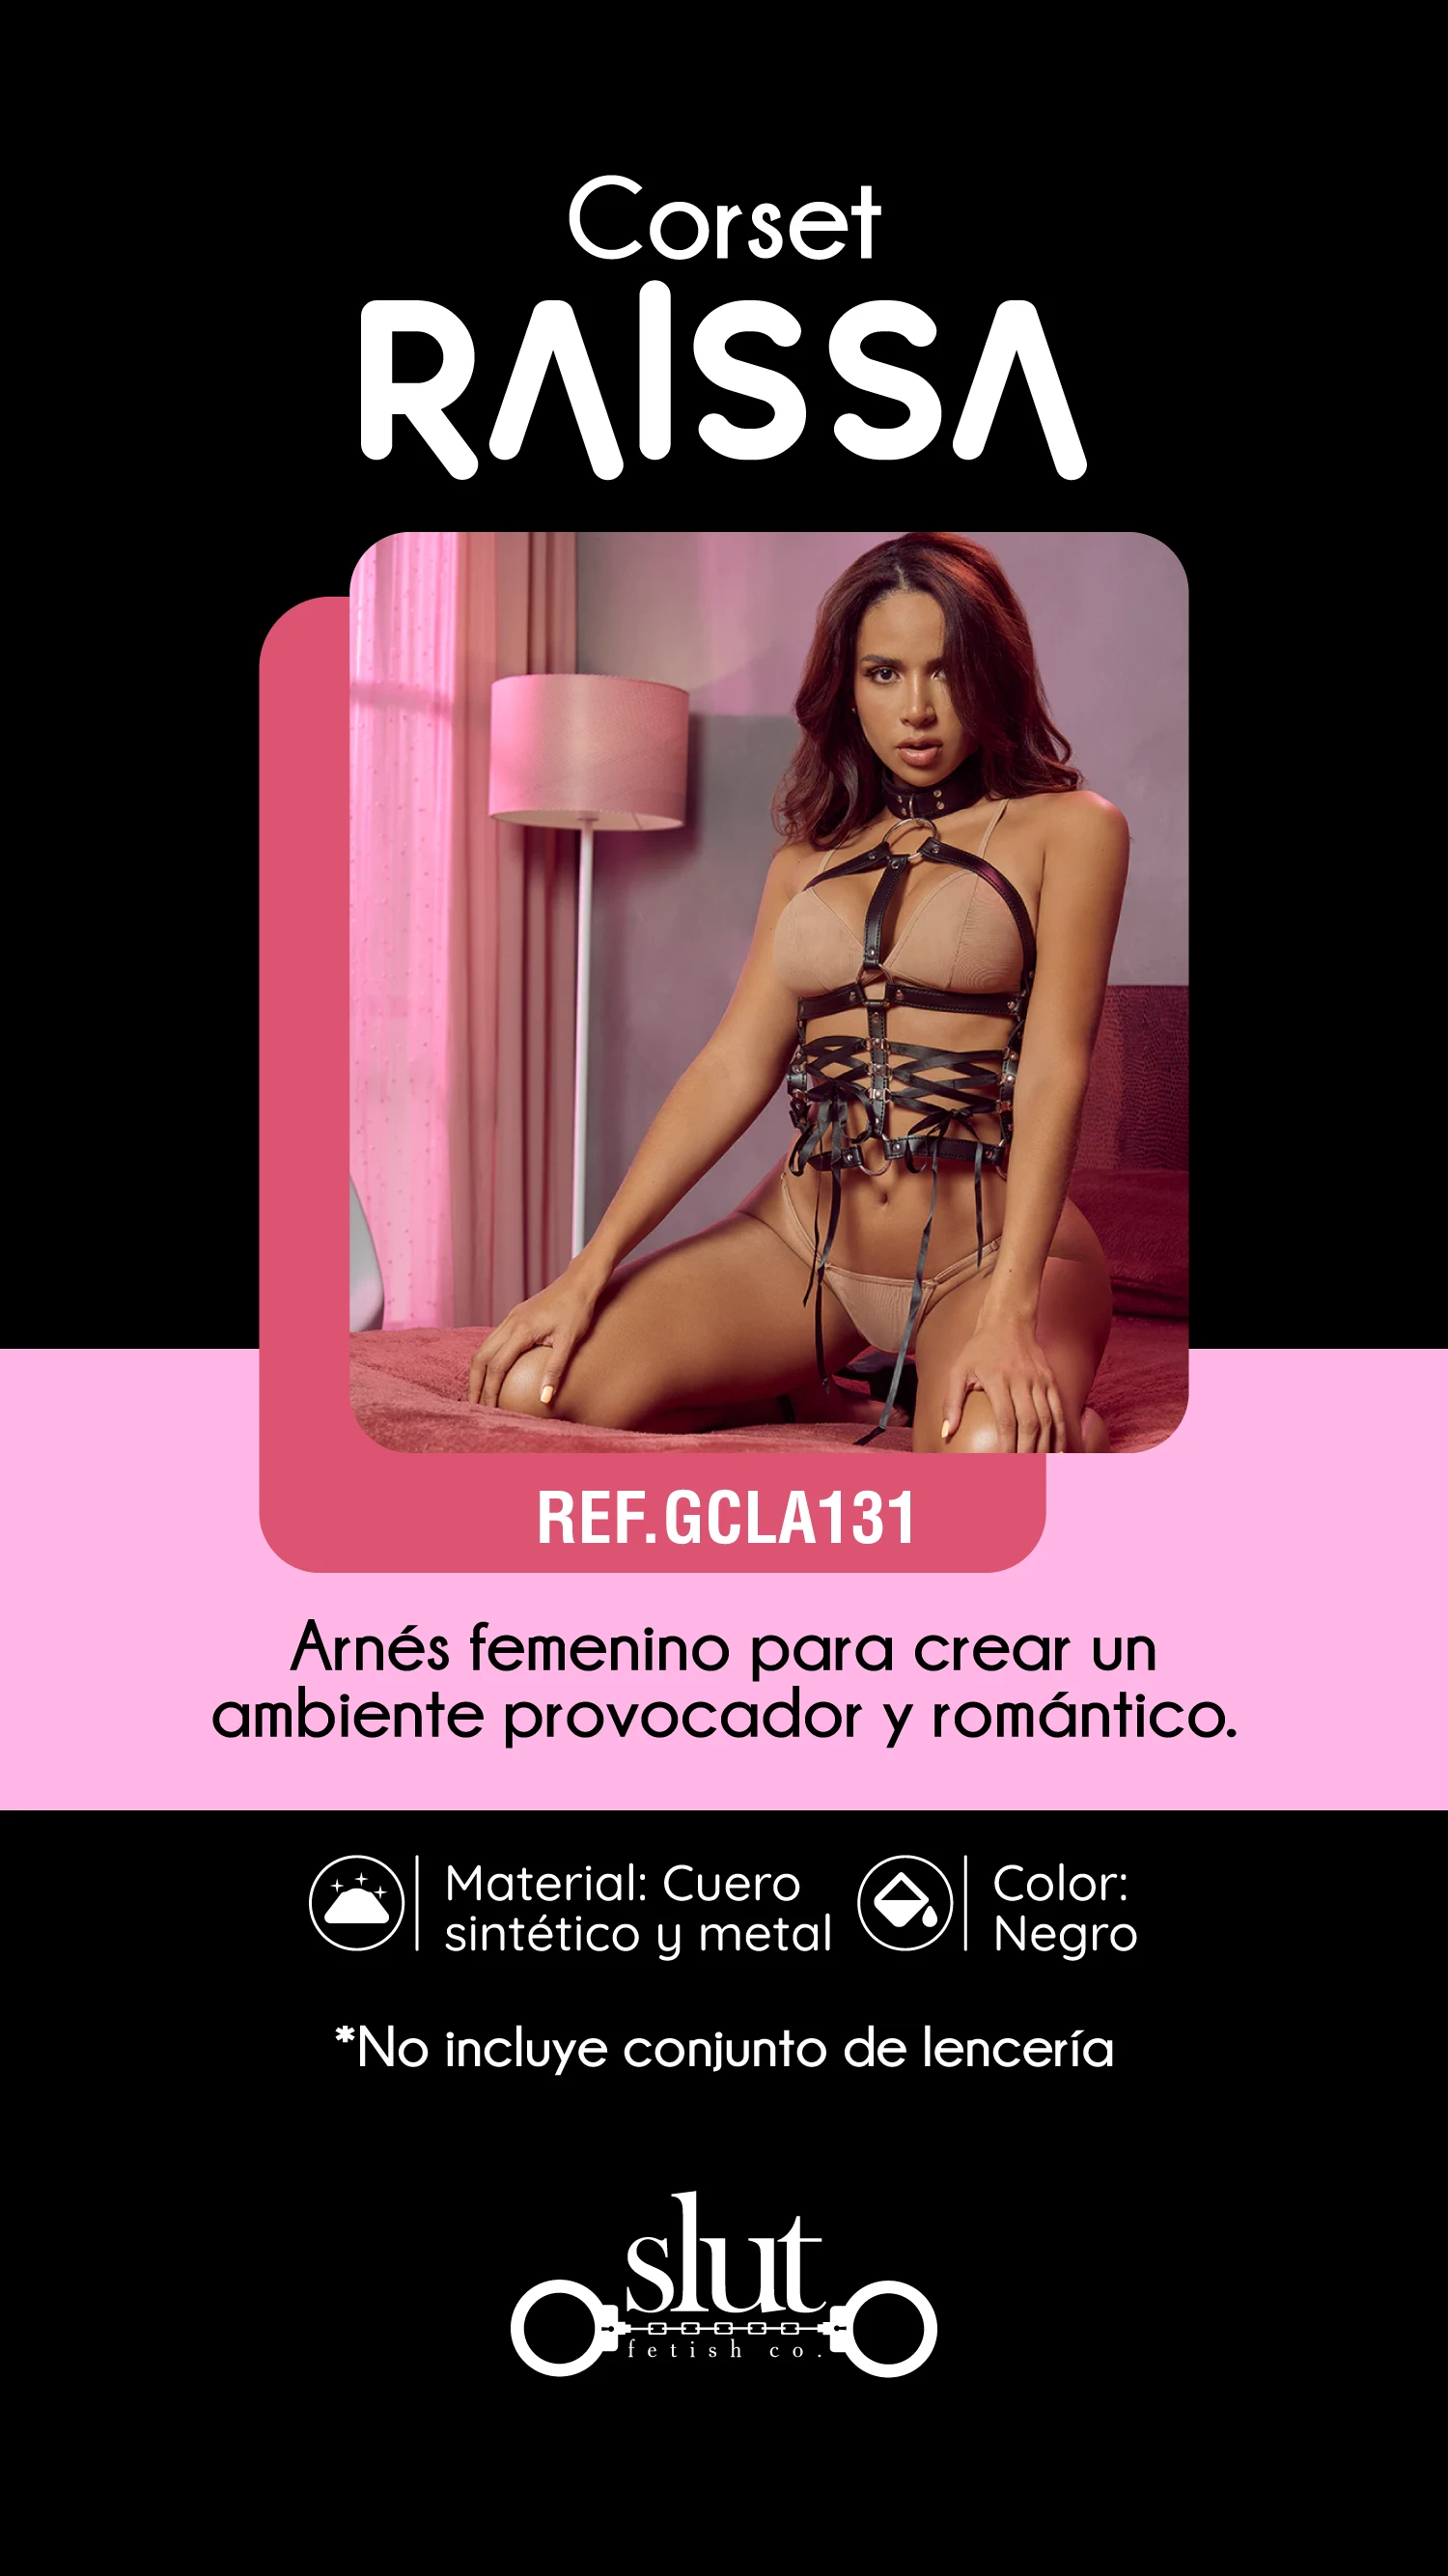 Corset
RAISSA
REF.GCLA131
Arnés femenino para crear un
ambiente provocador y romántico.
Material: Cuero
sintético y metal
Color:
Negro
*No incluye conjunto de lencería
slut
fetish co.